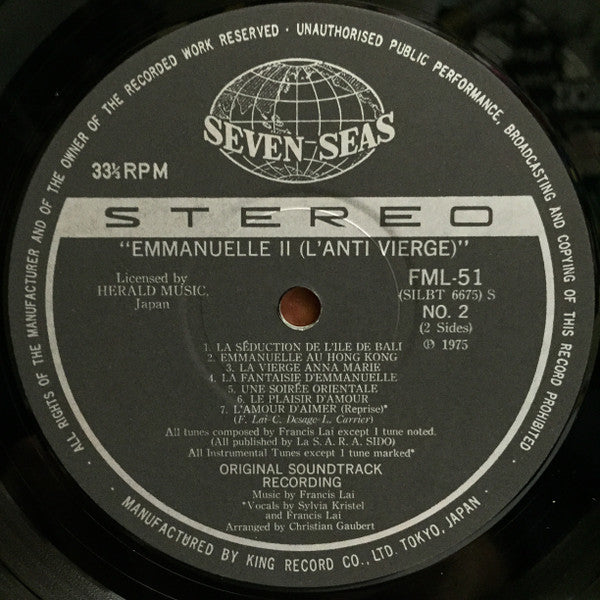 ALL RIGHTS OF THE MANUFACTURER AND OF THE OWNER OF THE RECORDED WORK RESERVED · UNAUTHORISED PUBLIC PERFORMANCE, BROADCASTING AND COPYING OF THIS RECORD PROHIBITED
SEVEN SEAS
33⅓RPM
STEREO
"EMMANUELLE II (L'ANTI VIERGE)"
Licensed by
HERALD MUSIC,
Japan
FML-51
(SILBT 6675) S
NO. 2
(2 Sides)
Ⓟ 1975
1. LA SÉDUCTION DE L'ILE DE BALI
2. EMMANUELLE AU HONG KONG
3. LA VIERGE ANNA MARIE
4. LA FANTAISIE D'EMMANUELLE
5. UNE SOIRÉE ORIENTALE
6. LE PLAISIR D'AMOUR
7. L'AMOUR D'AIMER (Reprise)*
(F. Lai-C. Desage-L. Carrier)
All tunes composed by Francis Lai except 1 tune noted.
(All published by La S. A. R. A. SIDO)
All Instrumental Tunes except 1 tune marked*
ORIGINAL SOUNDTRACK
RECORDING
Music by Francis Lai
*Vocals by Sylvia Kristel
and Francis Lai
Arranged by Christian Gaubert
· MANUFACTURED BY KING RECORD CO., LTD. TOKYO, JAPAN ·